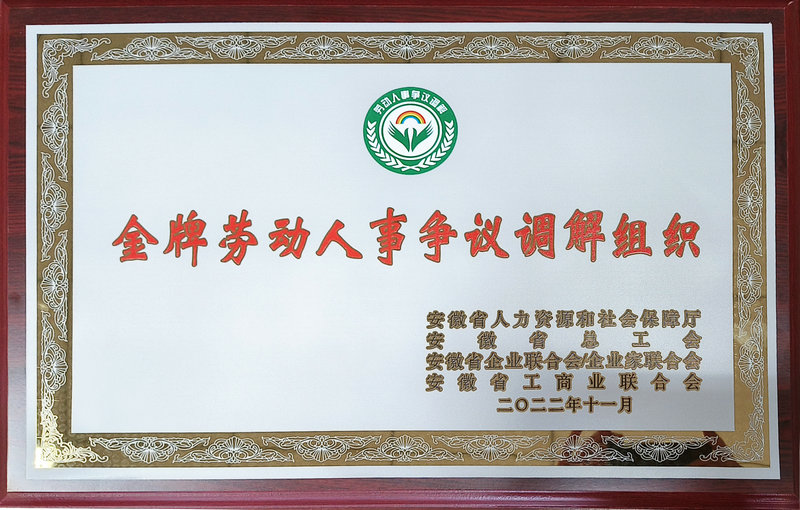 劳动人事争议调解
金牌劳动人事争议调解组织
安徽省人力资源和社会保障厅
安徽省总工会
安徽省企业联合会/企业家联合会
安徽省工商业联合会
二〇二二年十一月